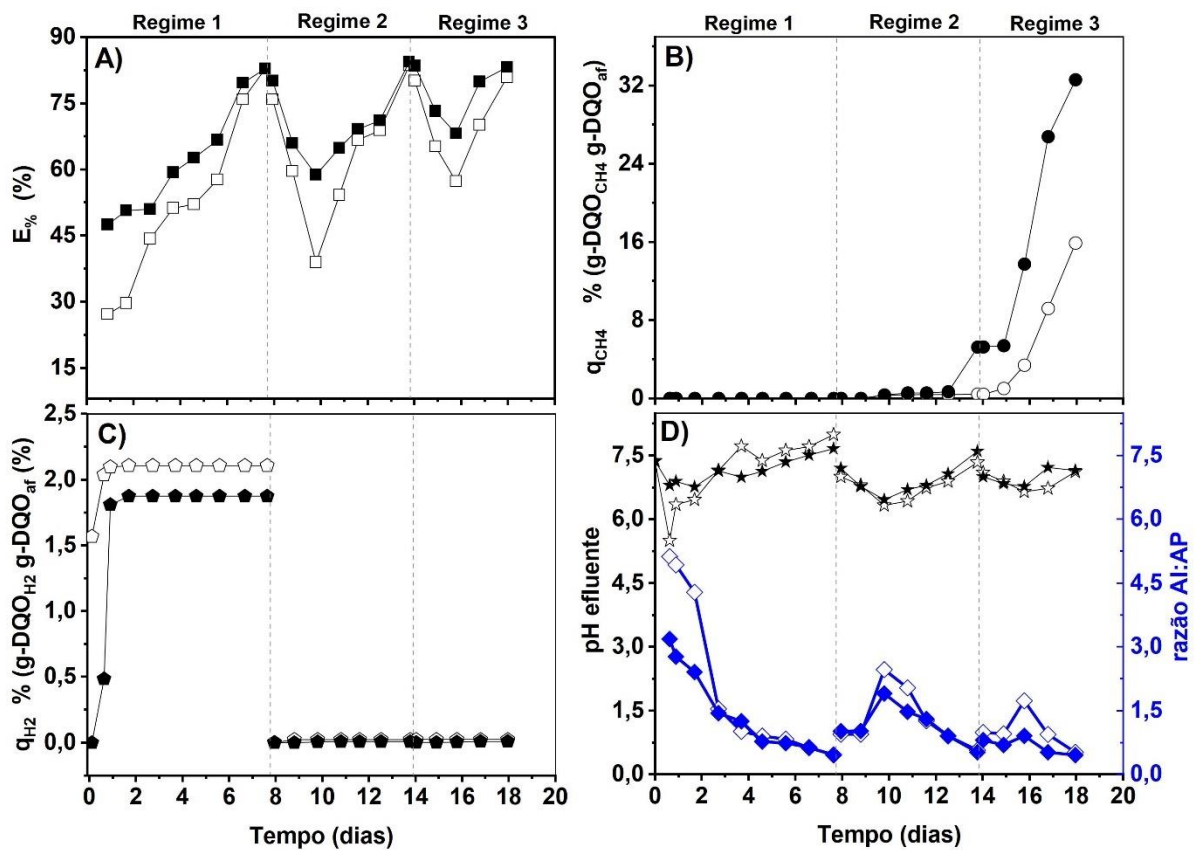 Regime 1 Regime 2 Regime 3
A)
E% (%)
90
75
60
45
30
15
Regime 1 Regime 2 Regime 3
B)
qCH4 % (g-DQOCH4 g-DQOaf)
32
24
16
8
0
C)
qH2 % (g-DQOH2 g-DQOaf (%)
2,5
2,0
1,5
1,0
0,5
0,0
0 2 4 6 8 10 12 14 16 18 20
Tempo (dias)
D)
pH efluente
7,5
6,0
4,5
3,0
1,5
0,0
0 2 4 6 8 10 12 14 16 18 20
Tempo (dias)
7,5
6,0
4,5
3,0
1,5
0,0
razão AI:AP